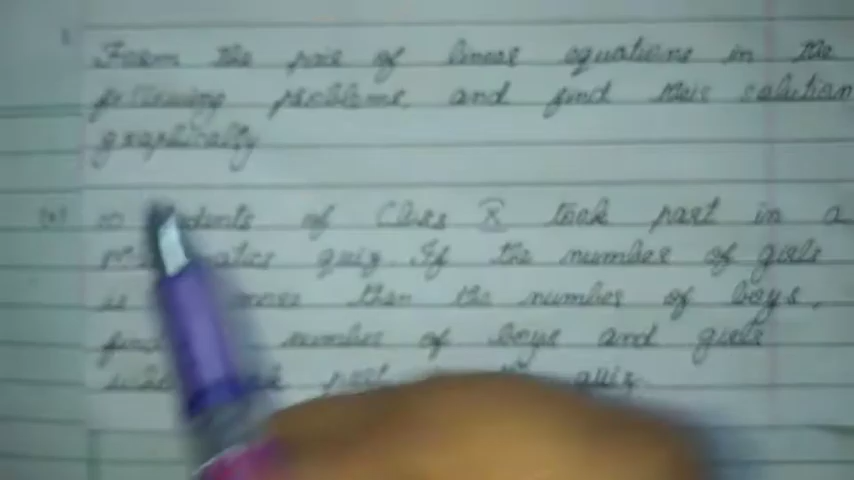 Form the pair of linear equations in the
following problems, and find their solution
graphically
10 students of Class X took part in a
quiz. If the number of girls
is more than the number of boys,
number of boys and girls
part quiz.